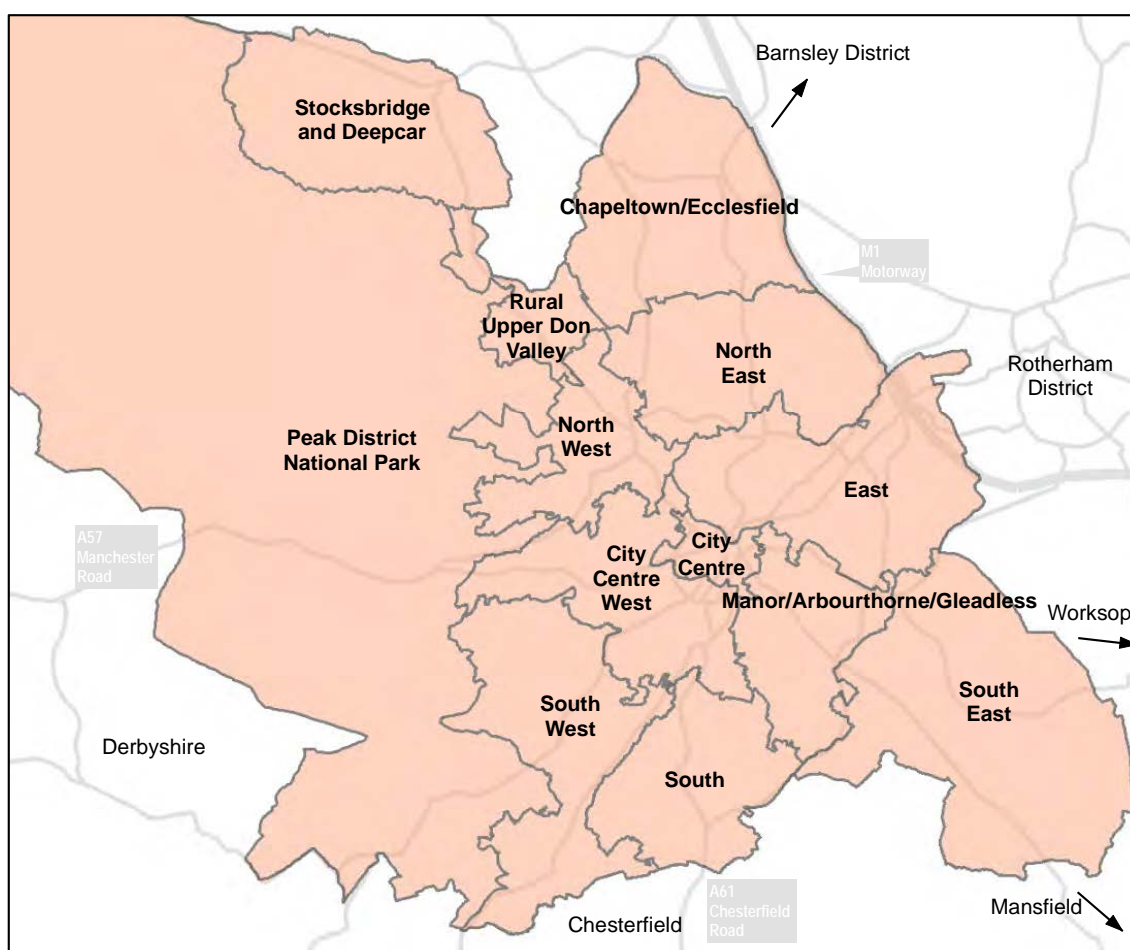 Barnsley District
Stocksbridge
and Deepcar
Chapeltown/Ecclesfield
M1
Motorway
Rural
Upper Don
Valley
North
East
Rotherham
District
North
West
Peak District
National Park
East
A57
Manchester
Road
City
Centre
City
Centre
West
Manor/Arbourthorne/Gleadless
Worksop
South
East
South
West
Derbyshire
South
A61
Chesterfield
Road
Mansfield
Chesterfield